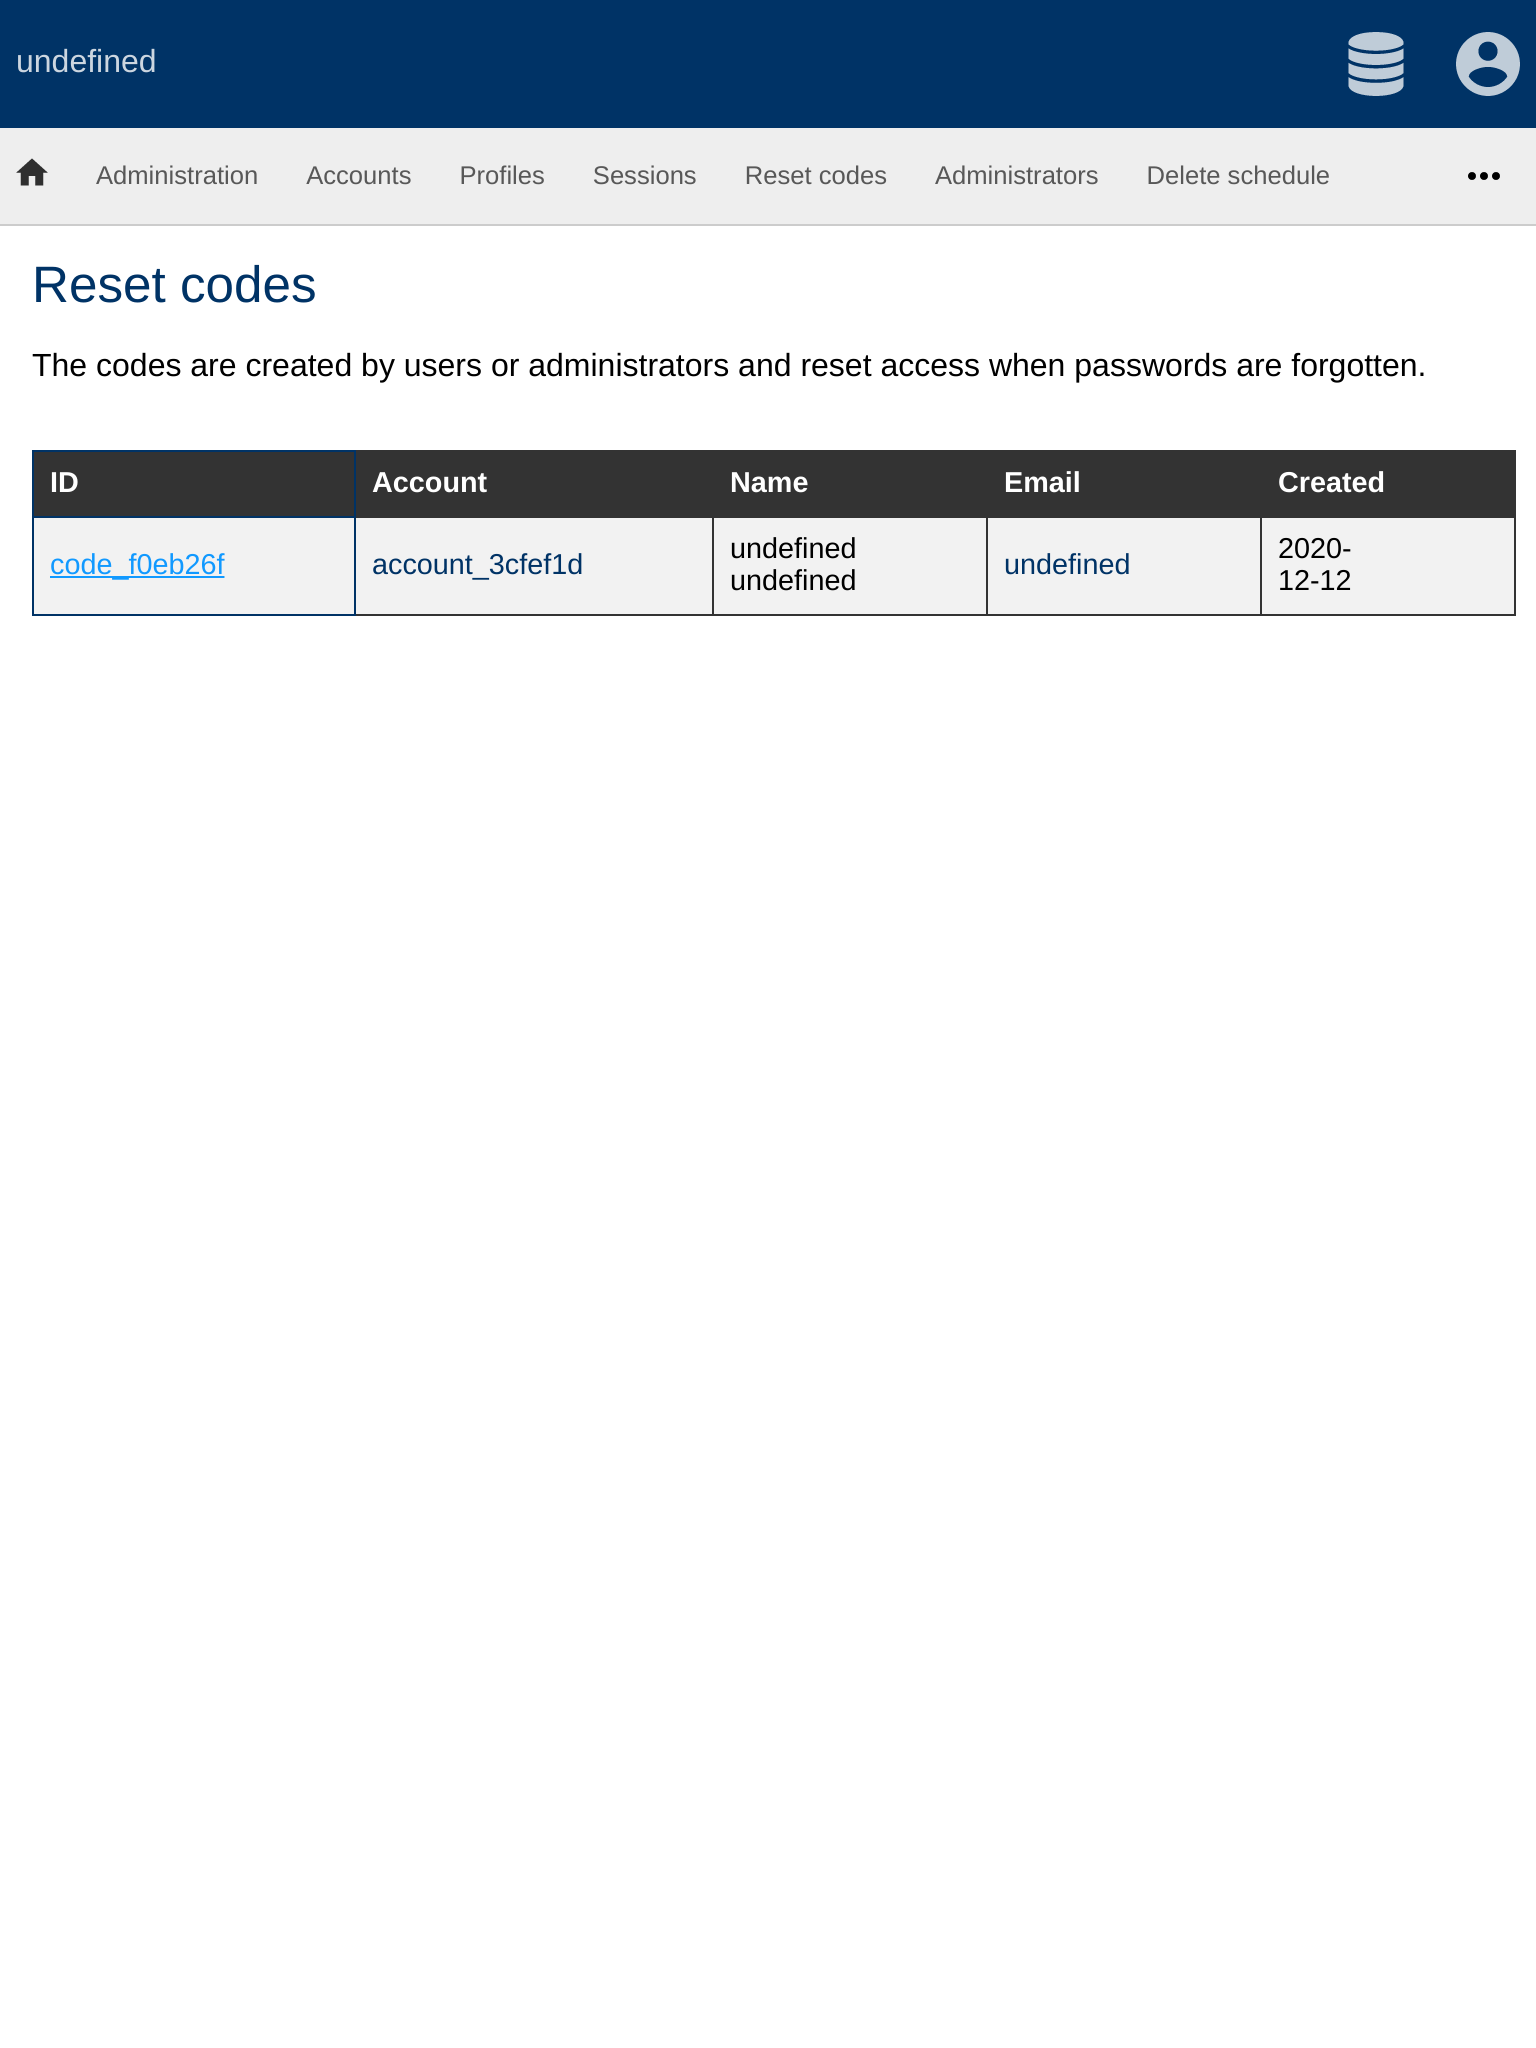 undefined
Administration Accounts Profiles Sessions Reset codes Administrators Delete schedule
Reset codes
The codes are created by users or administrators and reset access when passwords are forgotten.
ID Account Name Email Created
code_f0eb26f account_3cfef1d undefined undefined undefined 2020-12-12